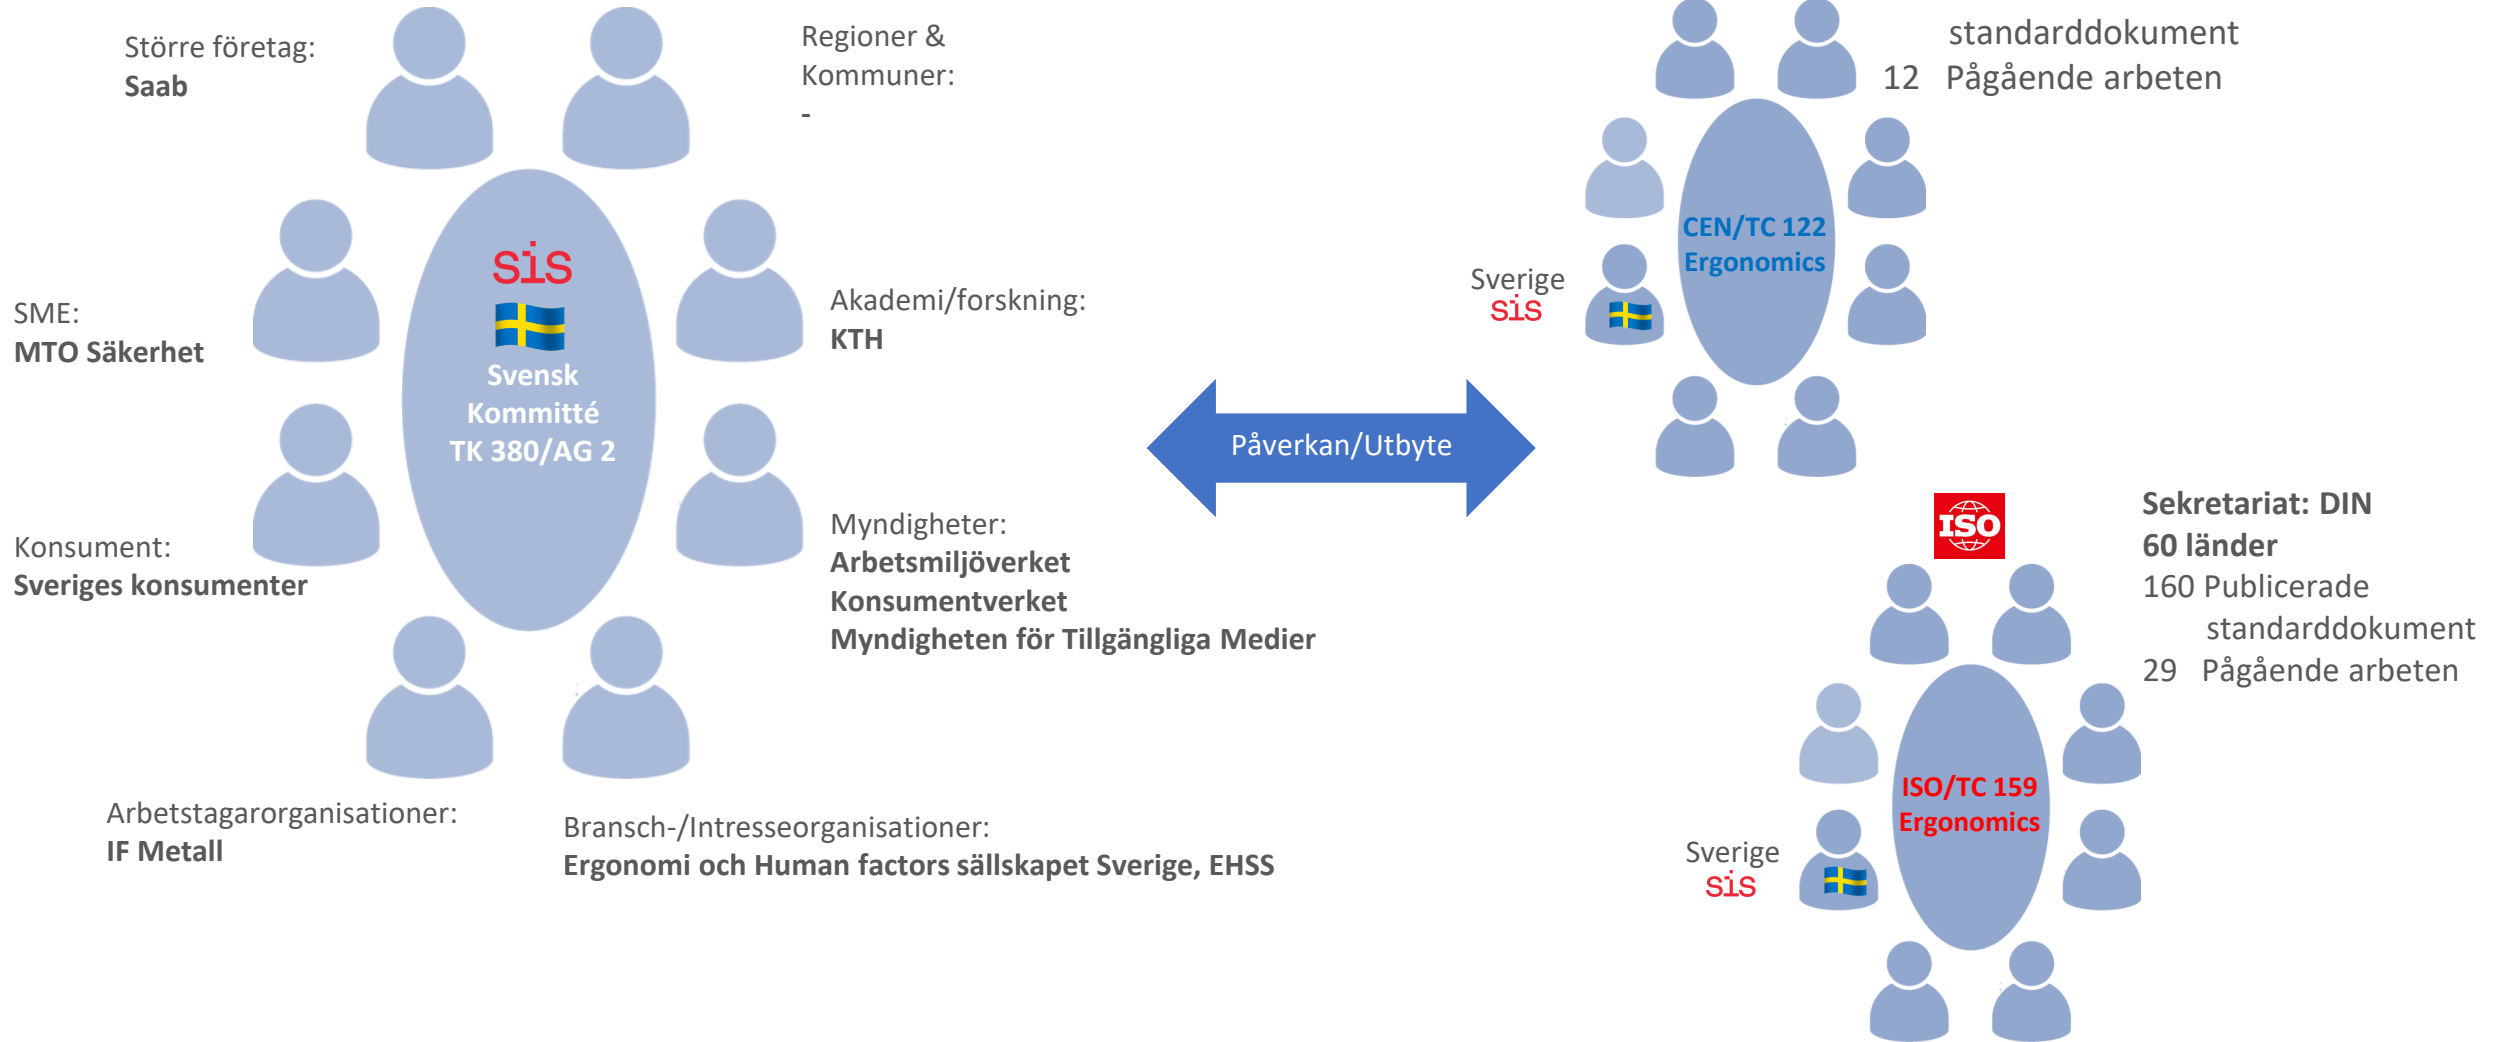 Större företag:
Saab
Regioner &
Kommuner:
-
SME:
MTO Säkerhet
Akademi/forskning:
KTH
sis
Svensk
Kommitté
TK 380/AG 2
Konsument:
Sveriges konsumenter
Myndigheter:
Arbetsmiljöverket
Konsumentverket
Myndigheten för Tillgängliga Medier
Arbetstagarorganisationer:
IF Metall
Bransch-/Intresseorganisationer:
Ergonomi och Human factors sällskapet Sverige, EHSS
Påverkan/Utbyte
standarddokument
12 Pågående arbeten
CEN/TC 122
Ergonomics
Sverige
sis
ISO
Sekretariat: DIN
60 länder
160 Publicerade
standarddokument
29 Pågående arbeten
ISO/TC 159
Ergonomics
Sverige
sis